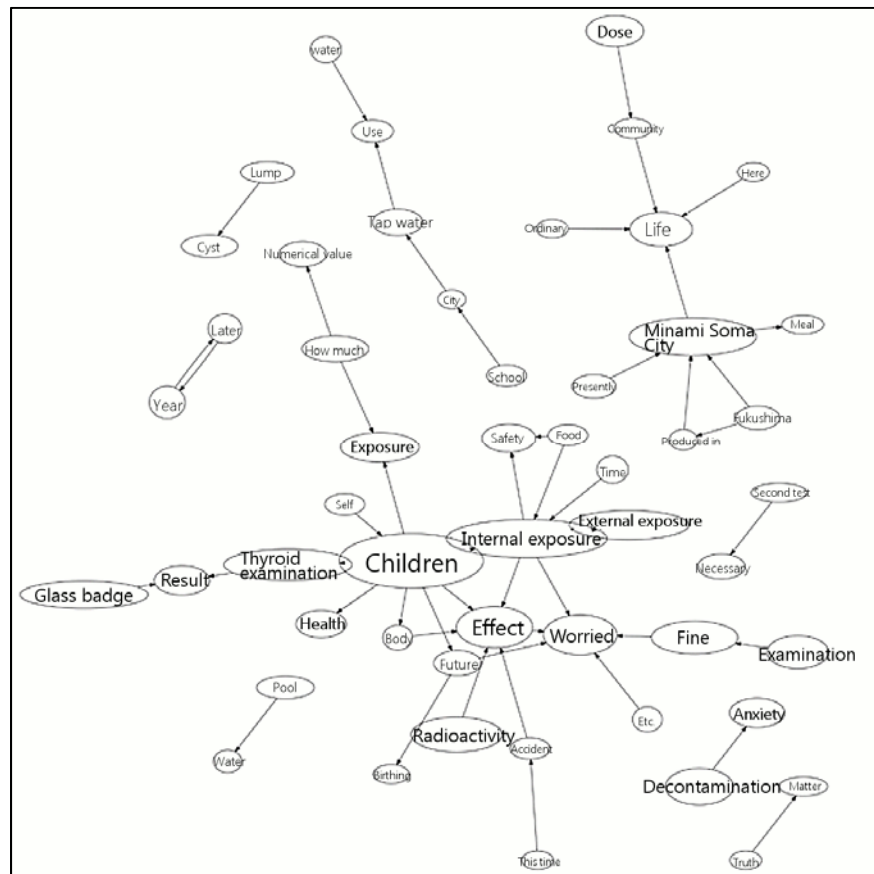 Dose
water
Community
Use
Lump
Here
Tap water
Ordinary
Life
Cyst
Numerical value
City
Later
Minami Soma
City
Meal
How much
School
Presently
Year
Fukushima
Produced in
Exposure
Safety
Food
Time
Self
External exposure
Second test
Internal exposure
Children
Thyroid
examination
Necessary
Result
Glass badge
Health
Effect
Body
Worried
Fine
Examination
Future
Pool
Etc.
Anxiety
Radioactivity
Accident
Water
Birthing
Decontamination
Matter
This time
Truth